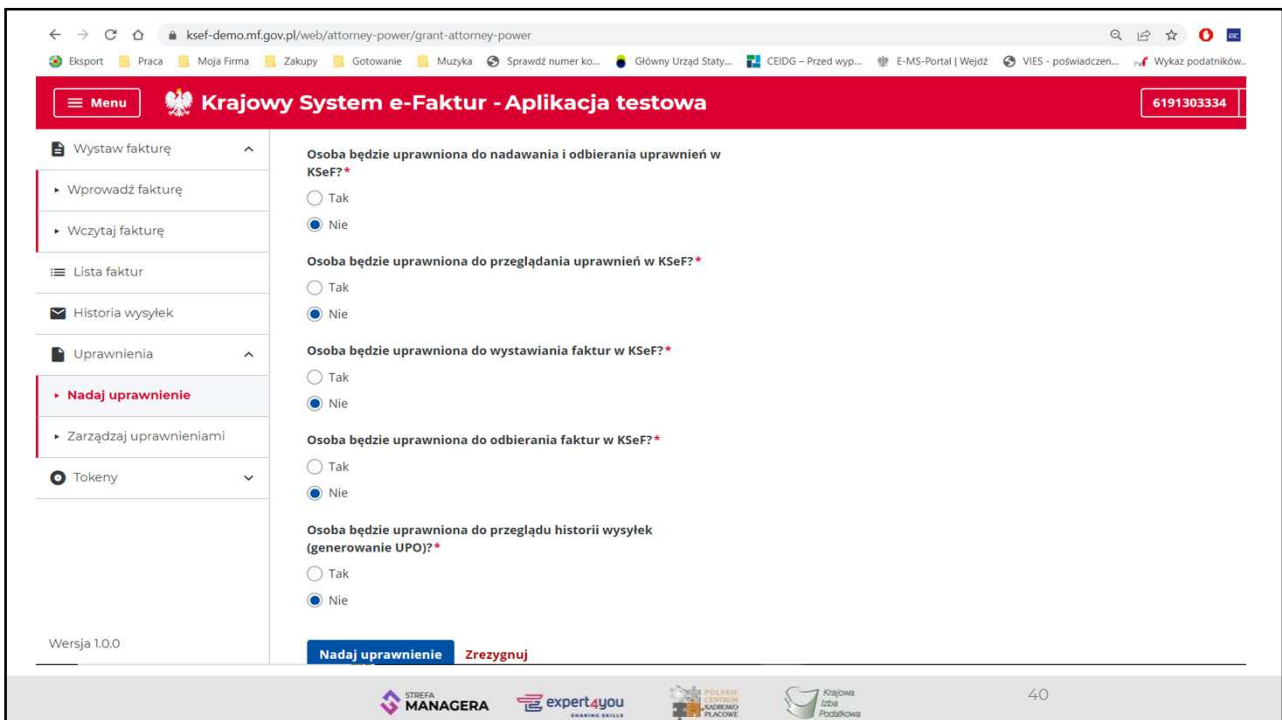 ksef-demo.mf.gov.pl/web/attorney-power/grant-attorney-power
Eksport Praca Moja Firma Zakupy Gotowanie Muzyka Sprawdź numer ko... Główny Urząd Staty... CEIDG – Przed wyp... E-MS-Portal | Wejdź VIES - poświadczen... Wykaz podatników...
Menu Krajowy System e-Faktur - Aplikacja testowa 6191303334
Wystaw fakturę
Wprowadź fakturę
Wczytaj fakturę
Lista faktur
Historia wysyłek
Uprawnienia
Nadaj uprawnienie
Zarządzaj uprawnieniami
Tokeny
Wersja 1.0.0
Osoba będzie uprawniona do nadawania i odbierania uprawnień w
KSeF?*
Tak
Nie
Osoba będzie uprawniona do przeglądania uprawnień w KSeF?*
Tak
Nie
Osoba będzie uprawniona do wystawiania faktur w KSeF?*
Tak
Nie
Osoba będzie uprawniona do odbierania faktur w KSeF?*
Tak
Nie
Osoba będzie uprawniona do przeglądu historii wysyłek
(generowanie UPO)?*
Tak
Nie
Nadaj uprawnienie Zrezygnuj
STREFA
MANAGERA
expert4you
SHARING SKILLS
POLSKIE
CENTRUM
KADROWO
PŁACOWE
Krajowa
Izba
Podatkowa
40